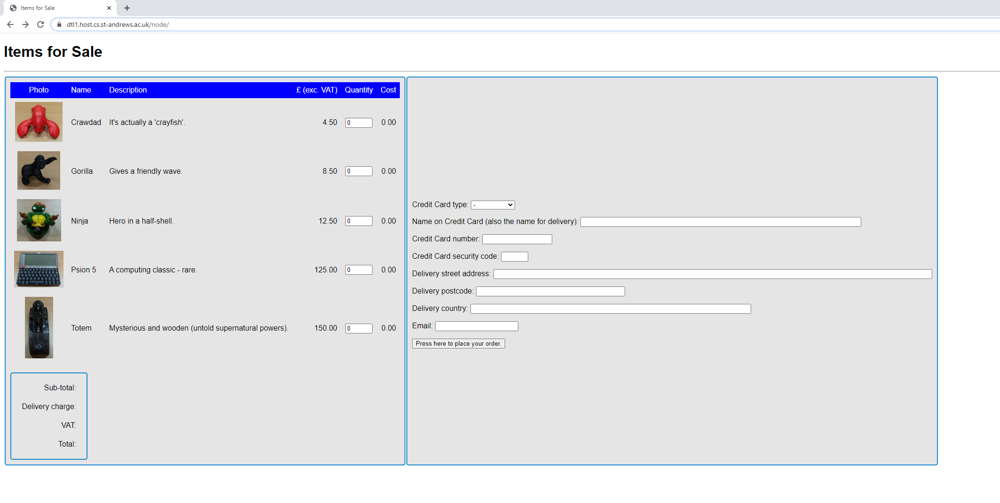 Items for Sale
dtl1.host.cs.st-andrews.ac.uk/node/
Items for Sale
Photo Name Description £ (exc. VAT) Quantity Cost
Crawdad It's actually a 'crayfish'. 4.50 0 0.00
Gorilla Gives a friendly wave. 8.50 0 0.00
Ninja Hero in a half-shell. 12.50 0 0.00
Psion 5 A computing classic - rare. 125.00 0 0.00
Totem Mysterious and wooden (untold supernatural powers). 150.00 0 0.00
Sub-total:
Delivery charge:
VAT:
Total:
Credit Card type: -
Name on Credit Card (also the name for delivery):
Credit Card number:
Credit Card security code:
Delivery street address:
Delivery postcode:
Delivery country:
Email:
Press here to place your order.